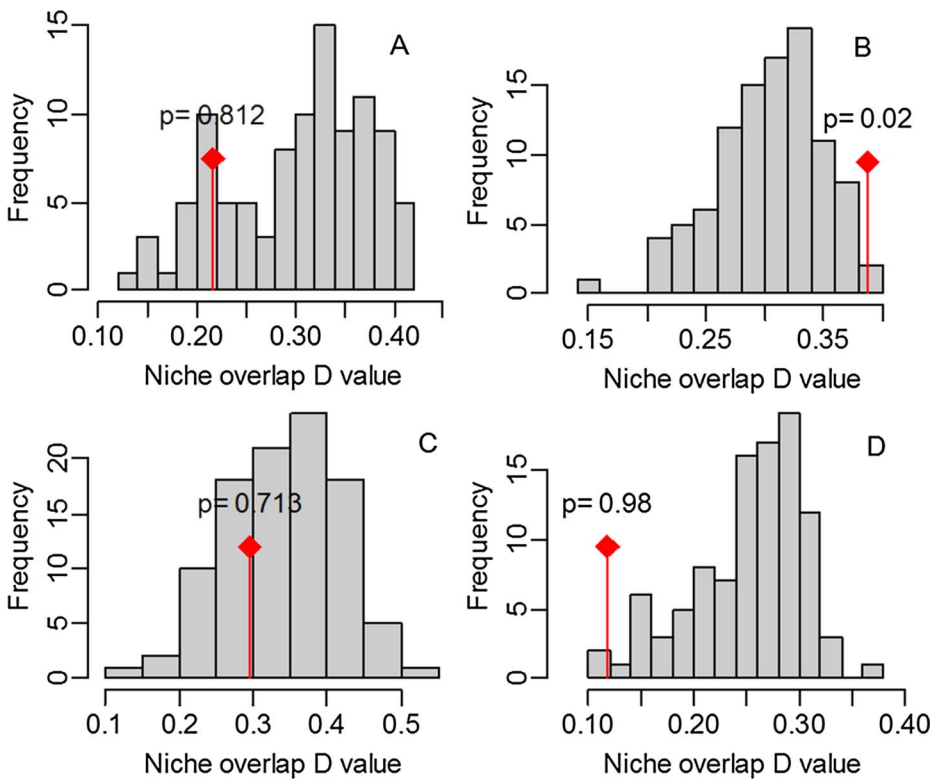 A
p= 0.812
Frequency
0
5
10
15
0.10
0.20
0.30
0.40
Niche overlap D value
B
p= 0.02
Frequency
0
5
10
15
0.15
0.25
0.35
Niche overlap D value
C
p= 0.713
Frequency
0
5
10
15
20
0.1
0.2
0.3
0.4
0.5
Niche overlap D value
D
p= 0.98
Frequency
0
5
10
15
0.10
0.20
0.30
0.40
Niche overlap D value